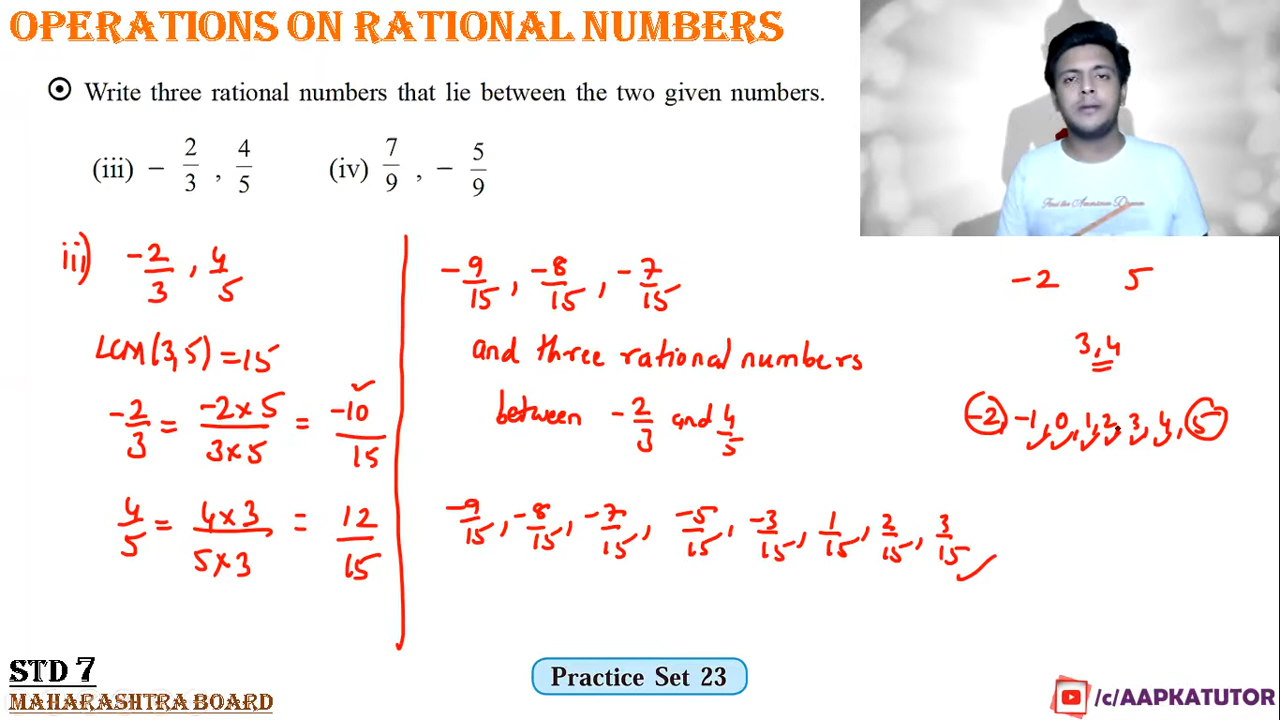 OPERATIONS ON RATIONAL NUMBERS
Write three rational numbers that lie between the two given numbers.
(iii) − 2/3 , 4/5 (iv) 7/9 , − 5/9
iii) -2/3 , 4/5
LCM(3,5) = 15
-2/3 = -2×5/3×5 = -10/15
4/5 = 4×3/5×3 = 12/15
-9/15, -8/15, -7/15
and three rational numbers
between -2/3 and 4/5
-9/15, -8/15, -7/15, -5/15, -3/15, 1/15, 2/15, 3/15
-2 5
3,4
-2, -1, 0, 1, 2, 3, 4, 5
STD 7
MAHARASHTRA BOARD
Practice Set 23
/c/AAPKATUTOR